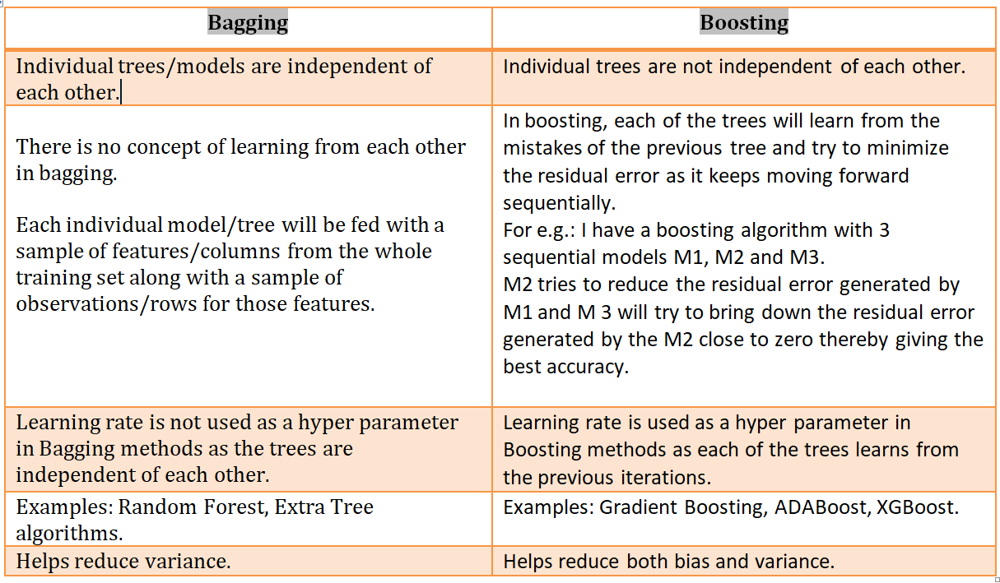 Bagging
Boosting
Individual trees/models are independent of
each other.
Individual trees are not independent of each other.
There is no concept of learning from each other
in bagging.
Each individual model/tree will be fed with a
sample of features/columns from the whole
training set along with a sample of
observations/rows for those features.
In boosting, each of the trees will learn from the
mistakes of the previous tree and try to minimize
the residual error as it keeps moving forward
sequentially.
For e.g.: I have a boosting algorithm with 3
sequential models M1, M2 and M3.
M2 tries to reduce the residual error generated by
M1 and M 3 will try to bring down the residual error
generated by the M2 close to zero thereby giving the
best accuracy.
Learning rate is not used as a hyper parameter
in Bagging methods as the trees are
independent of each other.
Learning rate is used as a hyper parameter in
Boosting methods as each of the trees learns from
the previous iterations.
Examples: Random Forest, Extra Tree
algorithms.
Examples: Gradient Boosting, ADABoost, XGBoost.
Helps reduce variance.
Helps reduce both bias and variance.